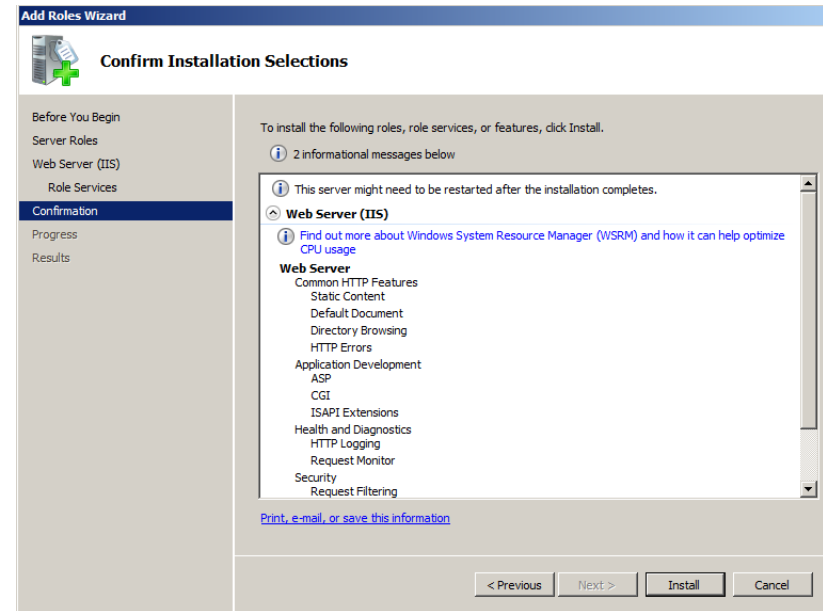 Add Roles Wizard
Confirm Installation Selections
Before You Begin
Server Roles
Web Server (IIS)
Role Services
Confirmation
Progress
Results
To install the following roles, role services, or features, click Install.
2 informational messages below
This server might need to be restarted after the installation completes.
Web Server (IIS)
Find out more about Windows System Resource Manager (WSRM) and how it can help optimize
CPU usage
Web Server
Common HTTP Features
Static Content
Default Document
Directory Browsing
HTTP Errors
Application Development
ASP
CGI
ISAPI Extensions
Health and Diagnostics
HTTP Logging
Request Monitor
Security
Request Filtering
Print, e-mail, or save this information
< Previous
Next >
Install
Cancel